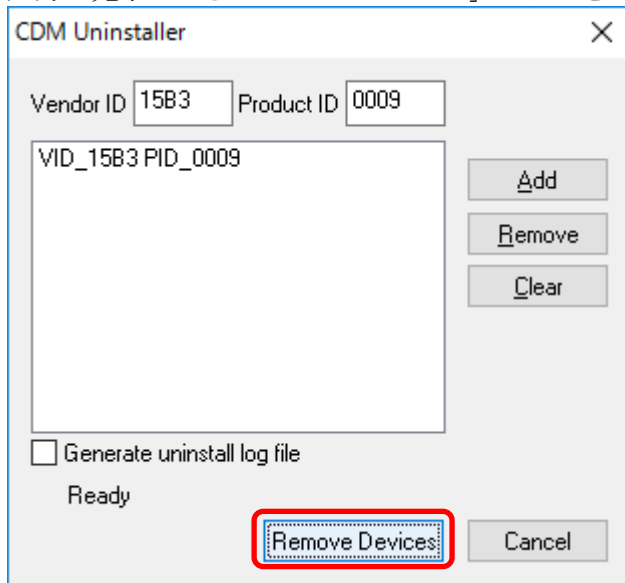 CDM Uninstaller
Vendor ID 15B3 Product ID 0009
VID_15B3 PID_0009
Add
Remove
Clear
Generate uninstall log file
Ready
Remove Devices Cancel